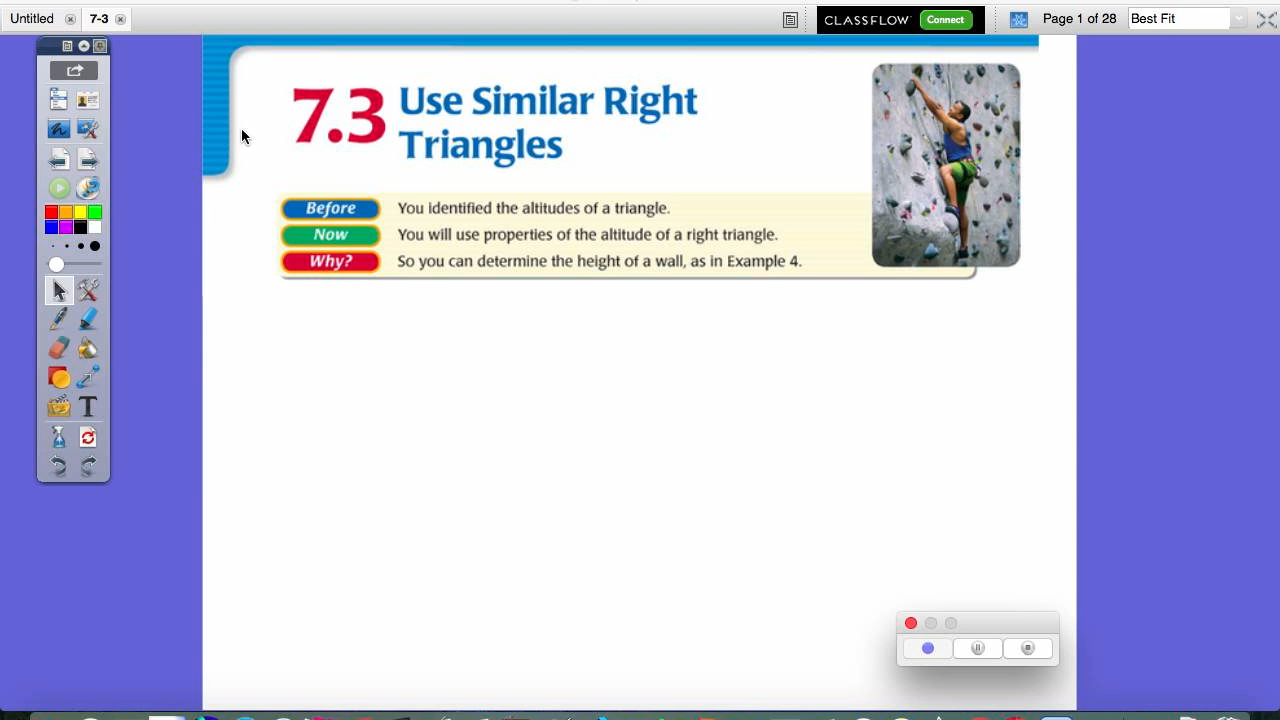 Untitled
7-3
CLASSFLOW
Connect
Page 1 of 28
Best Fit
7.3 Use Similar Right
Triangles
Before You identified the altitudes of a triangle.
Now You will use properties of the altitude of a right triangle.
Why? So you can determine the height of a wall, as in Example 4.
T